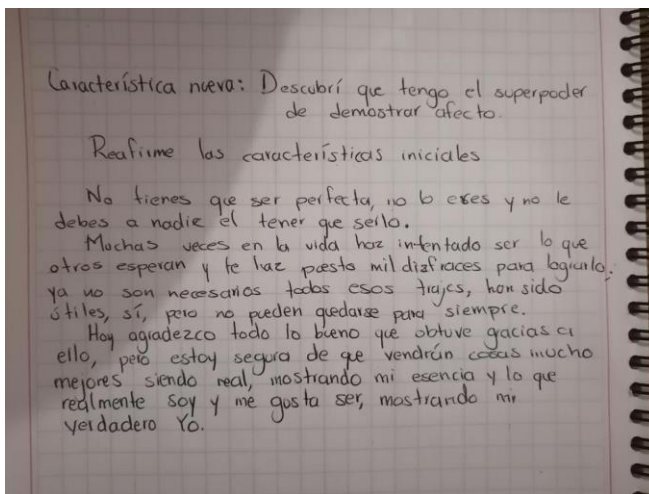 Característica nueva: Descubrí que tengo el superpoder
de demostrar afecto.
Reafirme las características iniciales
No tienes que ser perfecta, no lo eres y no le
debes a nadie el tener que serlo.
Muchas veces en la vida haz intentado ser lo que
otros esperan y te haz puesto mil dizfraces para lograrlo,
ya no son necesarios todos esos trajes, han sido
útiles, sí, pero no pueden quedarse para siempre.
Hoy agradezco todo lo bueno que obtuve gracias a
ello, pero estoy segura de qe vendrán cosas mucho
mejores siendo real, mostrando mi esencia y lo que
realmente soy y me gusta ser, mostrando mi
verdadero Yo.